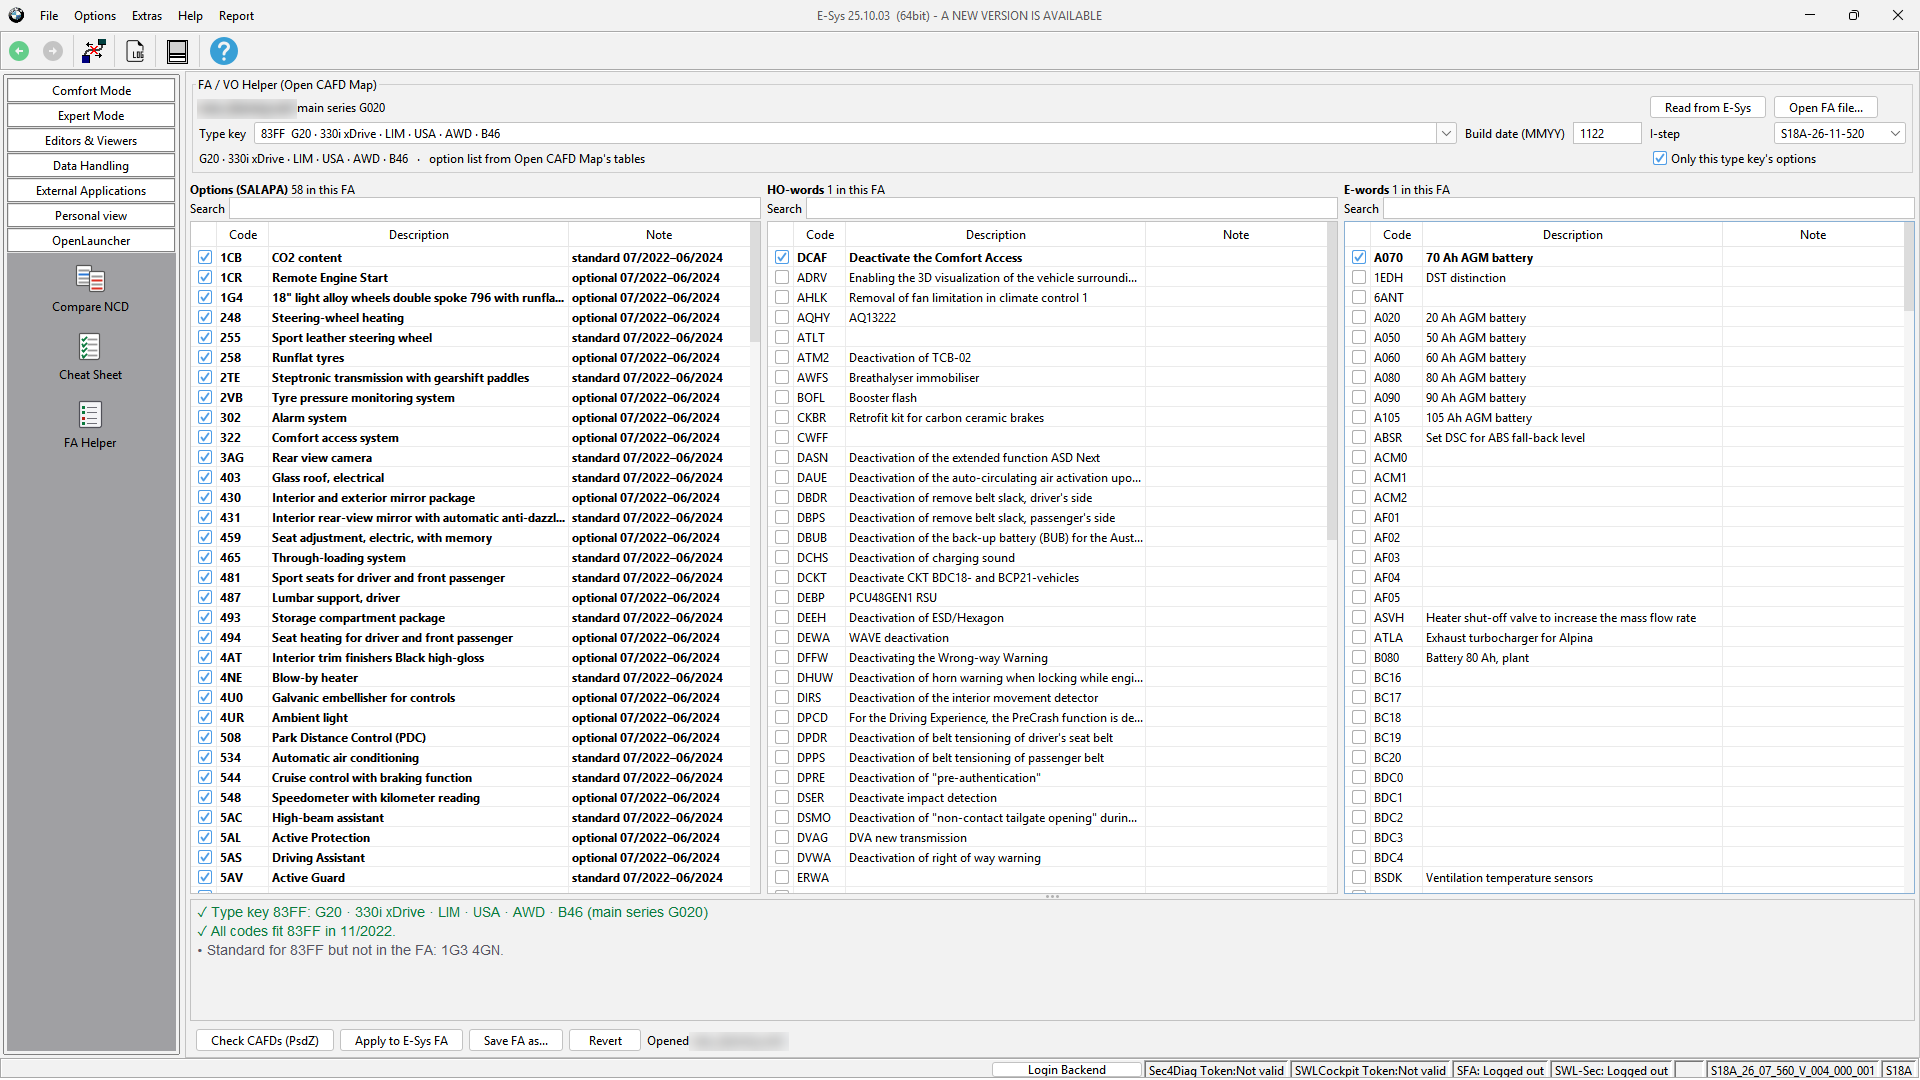 File Options Extras Help Report
E-Sys 25.10.03 (64bit) - A NEW VERSION IS AVAILABLE
LOG
?
Comfort Mode
Expert Mode
Editors & Viewers
Data Handling
External Applications
Personal view
OpenLauncher
Compare NCD
Cheat Sheet
FA Helper
FA / VO Helper (Open CAFD Map)
main series G020
Read from E-Sys Open FA file...
Type key 83FF G20 · 330i xDrive · LIM · USA · AWD · B46 Build date (MMYY) 1122 I-step S18A-26-11-520
G20 · 330i xDrive · LIM · USA · AWD · B46 · option list from Open CAFD Map's tables
Only this type key's options
Options (SALAPA) 58 in this FA
Search
Code Description Note
1CB CO2 content standard 07/2022–06/2024
1CR Remote Engine Start optional 07/2022–06/2024
1G4 18" light alloy wheels double spoke 796 with runfla... optional 07/2022–06/2024
248 Steering-wheel heating optional 07/2022–06/2024
255 Sport leather steering wheel standard 07/2022–06/2024
258 Runflat tyres optional 07/2022–06/2024
2TE Steptronic transmission with gearshift paddles standard 07/2022–06/2024
2VB Tyre pressure monitoring system optional 07/2022–06/2024
302 Alarm system optional 07/2022–06/2024
322 Comfort access system optional 07/2022–06/2024
3AG Rear view camera standard 07/2022–06/2024
403 Glass roof, electrical standard 07/2022–06/2024
430 Interior and exterior mirror package optional 07/2022–06/2024
431 Interior rear-view mirror with automatic anti-dazzl... standard 07/2022–06/2024
459 Seat adjustment, electric, with memory optional 07/2022–06/2024
465 Through-loading system standard 07/2022–06/2024
481 Sport seats for driver and front passenger standard 07/2022–06/2024
487 Lumbar support, driver optional 07/2022–06/2024
493 Storage compartment package standard 07/2022–06/2024
494 Seat heating for driver and front passenger optional 07/2022–06/2024
4AT Interior trim finishers Black high-gloss optional 07/2022–06/2024
4NE Blow-by heater standard 07/2022–06/2024
4U0 Galvanic embellisher for controls optional 07/2022–06/2024
4UR Ambient light optional 07/2022–06/2024
508 Park Distance Control (PDC) optional 07/2022–06/2024
534 Automatic air conditioning standard 07/2022–06/2024
544 Cruise control with braking function standard 07/2022–06/2024
548 Speedometer with kilometer reading optional 07/2022–06/2024
5AC High-beam assistant standard 07/2022–06/2024
5AL Active Protection optional 07/2022–06/2024
5AS Driving Assistant optional 07/2022–06/2024
5AV Active Guard standard 07/2022–06/2024
HO-words 1 in this FA
Search
Code Description Note
DCAF Deactivate the Comfort Access
ADRV Enabling the 3D visualization of the vehicle surroundi...
AHLK Removal of fan limitation in climate control 1
AQHY AQ13222
ATLT
ATM2 Deactivation of TCB-02
AWFS Breathalyser immobiliser
BOFL Booster flash
CKBR Retrofit kit for carbon ceramic brakes
CWFF
DASN Deactivation of the extended function ASD Next
DAUE Deactivation of the auto-circulating air activation upo...
DBDR Deactivation of remove belt slack, driver's side
DBPS Deactivation of remove belt slack, passenger's side
DBUB Deactivation of the back-up battery (BUB) for the Aust...
DCHS Deactivation of charging sound
DCKT Deactivate CKT BDC18- and BCP21-vehicles
DEBP PCU48GEN1 RSU
DEEH Deactivation of ESD/Hexagon
DEWA WAVE deactivation
DFFW Deactivating the Wrong-way Warning
DHUW Deactivation of horn warning when locking while engi...
DIRS Deactivation of the interior movement detector
DPCD For the Driving Experience, the PreCrash function is de...
DPDR Deactivation of belt tensioning of driver's seat belt
DPPS Deactivation of belt tensioning of passenger belt
DPRE Deactivation of "pre-authentication"
DSER Deactivate impact detection
DSMO Deactivation of "non-contact tailgate opening" durin...
DVAG DVA new transmission
DVWA Deactivation of right of way warning
ERWA
E-words 1 in this FA
Search
Code Description Note
A070 70 Ah AGM battery
1EDH DST distinction
6ANT
A020 20 Ah AGM battery
A050 50 Ah AGM battery
A060 60 Ah AGM battery
A080 80 Ah AGM battery
A090 90 Ah AGM battery
A105 105 Ah AGM battery
ABSR Set DSC for ABS fall-back level
ACM0
ACM1
ACM2
AF01
AF02
AF03
AF04
AF05
ASVH Heater shut-off valve to increase the mass flow rate
ATLA Exhaust turbocharger for Alpina
B080 Battery 80 Ah, plant
BC16
BC17
BC18
BC19
BC20
BDC0
BDC1
BDC2
BDC3
BDC4
BSDK Ventilation temperature sensors
✓ Type key 83FF: G20 · 330i xDrive · LIM · USA · AWD · B46 (main series G020)
✓ All codes fit 83FF in 11/2022.
• Standard for 83FF but not in the FA: 1G3 4GN.
Check CAFDs (PsdZ) Apply to E-Sys FA Save FA as... Revert Opened
Login Backend Sec4Diag Token:Not valid SWLCockpit Token:Not valid SFA: Logged out SWL-Sec: Logged out S18A_26_07_560_V_004_000_001 S18A